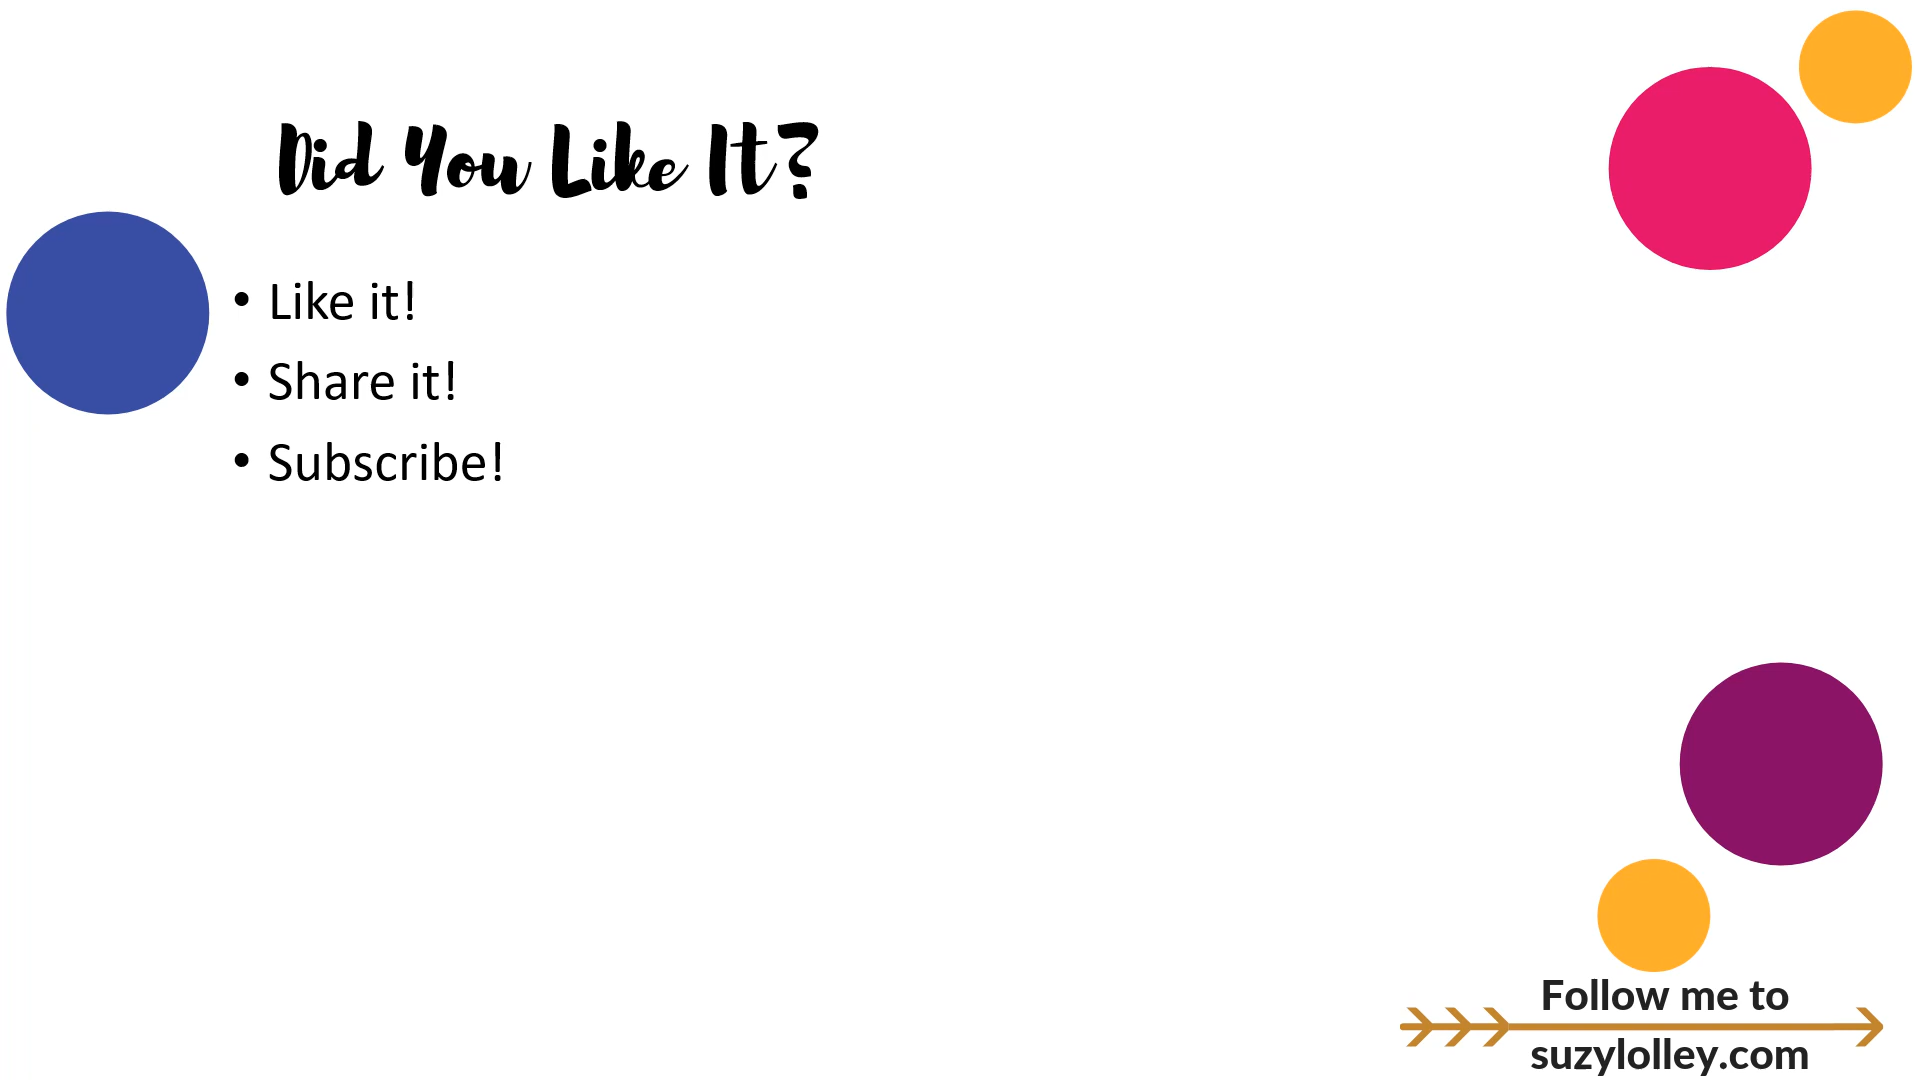 Did You Like It?
• Like it!
• Share it!
• Subscribe!
Follow me to
suzylolley.com